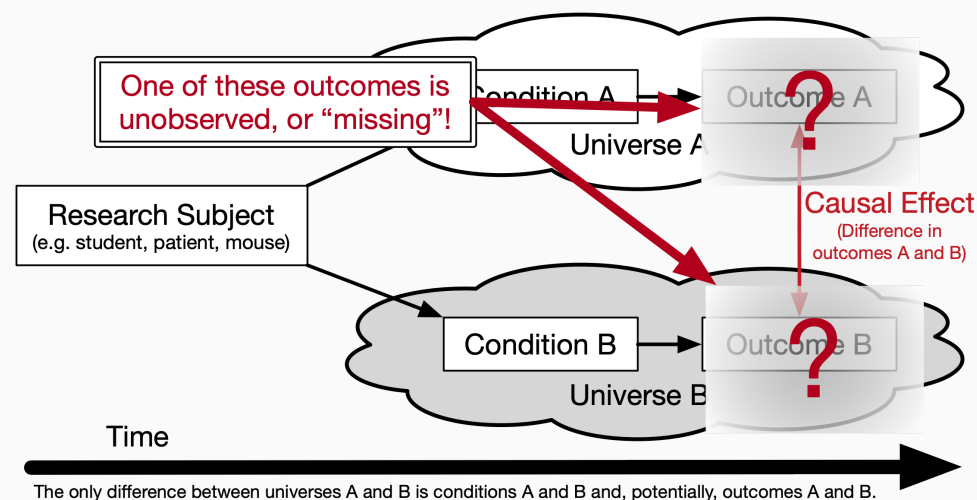 One of these outcomes is
unobserved, or “missing”!
Condition A
Outcome A
?
Universe A
Research Subject
(e.g. student, patient, mouse)
Causal Effect
(Difference in
outcomes A and B)
Condition B
Outcome B
?
Universe B
Time
The only difference between universes A and B is conditions A and B and, potentially, outcomes A and B.